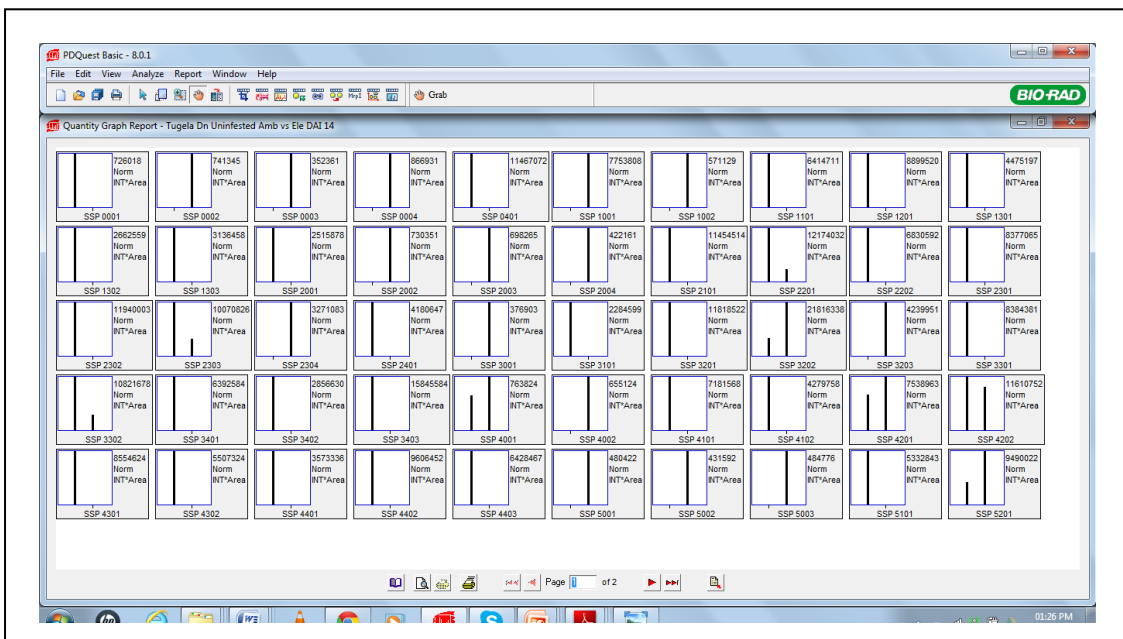 PDQuest Basic - 8.0.1
File Edit View Analyze Report Window Help
Grab
BIO-RAD
Quantity Graph Report - Tugela Dn Uninfested Amb vs Ele DAI 14
726018 741345 352361 866931 11467072 7753808 571129 6414711 8899520 4475197
Norm Norm Norm Norm Norm Norm Norm Norm Norm Norm
INT*Area INT*Area INT*Area INT*Area INT*Area INT*Area INT*Area INT*Area INT*Area INT*Area
SSP 0001 SSP 0002 SSP 0003 SSP 0004 SSP 0401 SSP 1001 SSP 1002 SSP 1101 SSP 1201 SSP 1301
2662559 3136458 2515878 730351 698265 422161 11454514 12174032 6830592 8377065
Norm Norm Norm Norm Norm Norm Norm Norm Norm Norm
INT*Area INT*Area INT*Area INT*Area INT*Area INT*Area INT*Area INT*Area INT*Area INT*Area
SSP 1302 SSP 1303 SSP 2001 SSP 2002 SSP 2003 SSP 2004 SSP 2101 SSP 2201 SSP 2202 SSP 2301
11940003 10070826 3271083 4180647 376903 2284599 11818522 21816338 4239951 8384381
Norm Norm Norm Norm Norm Norm Norm Norm Norm Norm
INT*Area INT*Area INT*Area INT*Area INT*Area INT*Area INT*Area INT*Area INT*Area INT*Area
SSP 2302 SSP 2303 SSP 2304 SSP 2401 SSP 3001 SSP 3101 SSP 3201 SSP 3202 SSP 3203 SSP 3301
10821678 6392584 2856630 15845584 763824 655124 7181568 4279758 7538963 11610752
Norm Norm Norm Norm Norm Norm Norm Norm Norm Norm
INT*Area INT*Area INT*Area INT*Area INT*Area INT*Area INT*Area INT*Area INT*Area INT*Area
SSP 3302 SSP 3401 SSP 3402 SSP 3403 SSP 4001 SSP 4002 SSP 4101 SSP 4102 SSP 4201 SSP 4202
8554624 5507324 3573336 9606452 6428467 480422 431592 484776 5332843 9490022
Norm Norm Norm Norm Norm Norm Norm Norm Norm Norm
INT*Area INT*Area INT*Area INT*Area INT*Area INT*Area INT*Area INT*Area INT*Area INT*Area
SSP 4301 SSP 4302 SSP 4401 SSP 4402 SSP 4403 SSP 5001 SSP 5002 SSP 5003 SSP 5101 SSP 5201
Page 1 of 2
01:26 PM